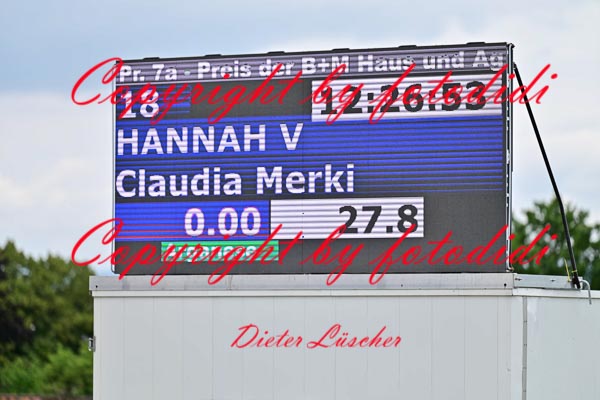 Pr. 7a - Preis der B+M Haus und Ag
Copyright by fotodidi
18 12:26.53
HANNAH V
Claudia Merki
0.00 27.8
Copyright by fotodidi
Dieter Lüscher